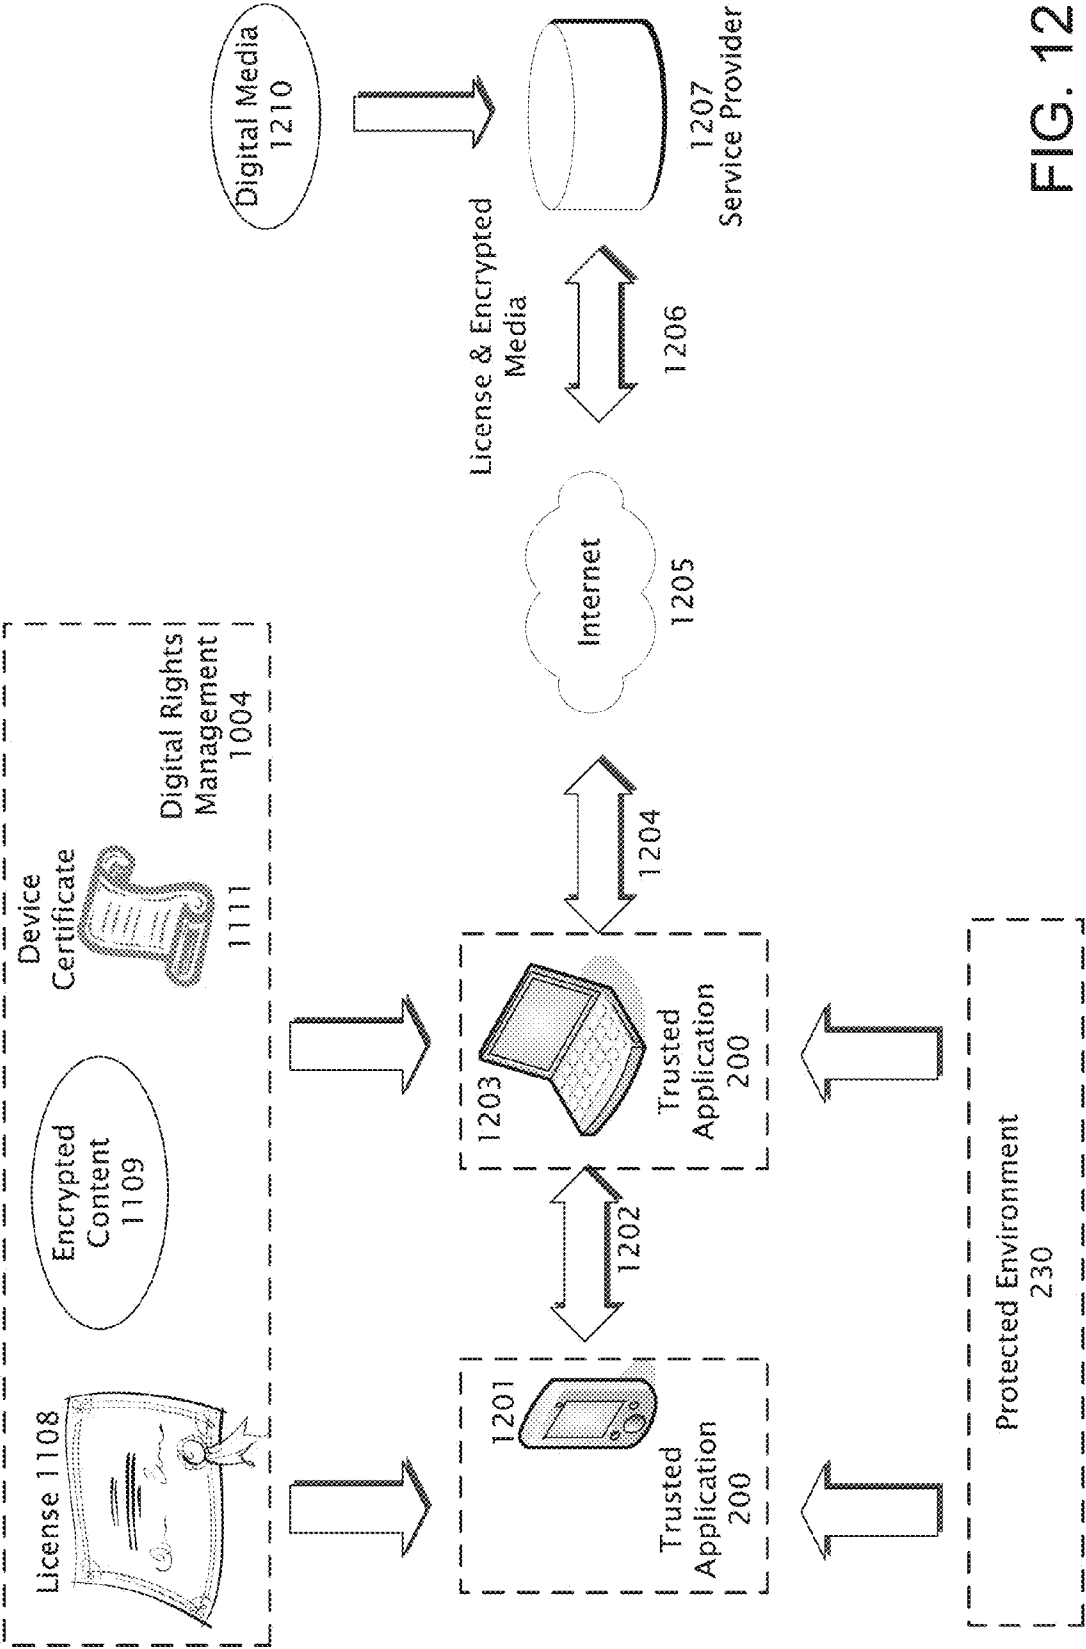 License 1108
Encrypted
Content
1109
Device
Certificate
1111
Digital Rights
Management
1004
Digital Media
1210
1201
Trusted
Application
200
1202
1203
Trusted
Application
200
1204
Internet
1205
License & Encrypted
Media
1206
1207
Service Provider
Protected Environment
230
FIG. 12